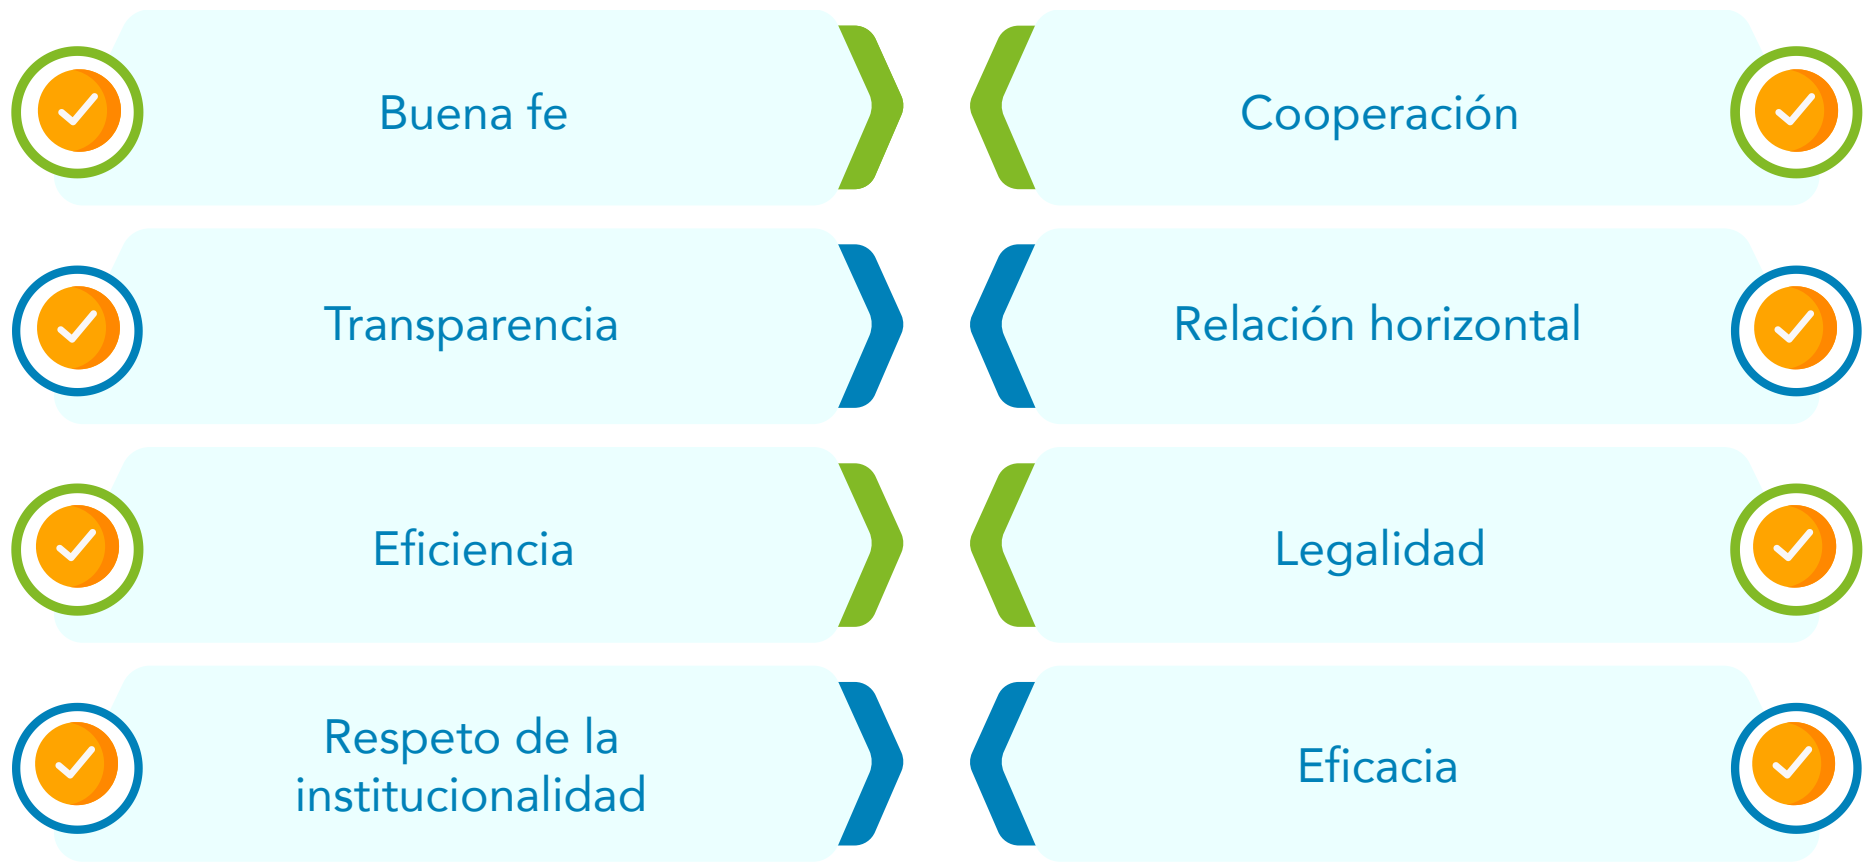 Buena fe
Cooperación
Transparencia
Relación horizontal
Eficiencia
Legalidad
Respeto de la
institucionalidad
Eficacia